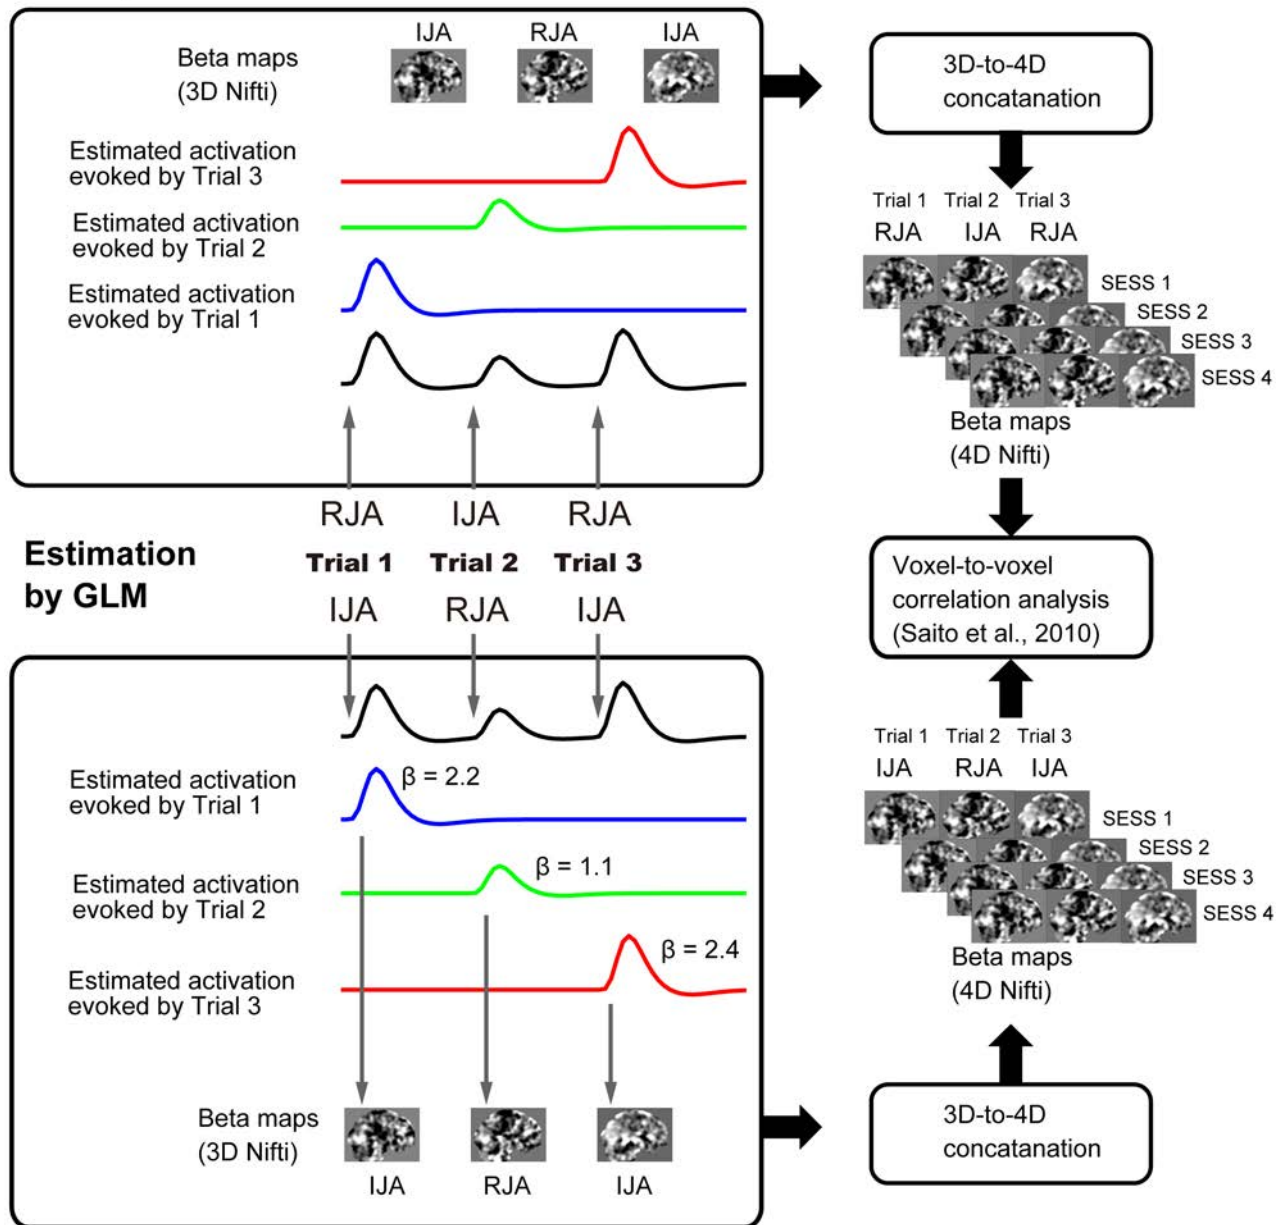 IJA RJA IJA
Beta maps
(3D Nifti)
Estimated activation
evoked by Trial 3
Estimated activation
evoked by Trial 2
Estimated activation
evoked by Trial 1
RJA IJA RJA
Estimation
by GLM
Trial 1 Trial 2 Trial 3
IJA RJA IJA
Estimated activation
evoked by Trial 1
β = 2.2
Estimated activation
evoked by Trial 2
β = 1.1
Estimated activation
evoked by Trial 3
β = 2.4
Beta maps
(3D Nifti)
IJA RJA IJA
3D-to-4D
concatanation
Trial 1 Trial 2 Trial 3
RJA IJA RJA
SESS 1
SESS 2
SESS 3
SESS 4
Beta maps
(4D Nifti)
Voxel-to-voxel
correlation analysis
(Saito et al., 2010)
Trial 1 Trial 2 Trial 3
IJA RJA IJA
SESS 1
SESS 2
SESS 3
SESS 4
Beta maps
(4D Nifti)
3D-to-4D
concatanation